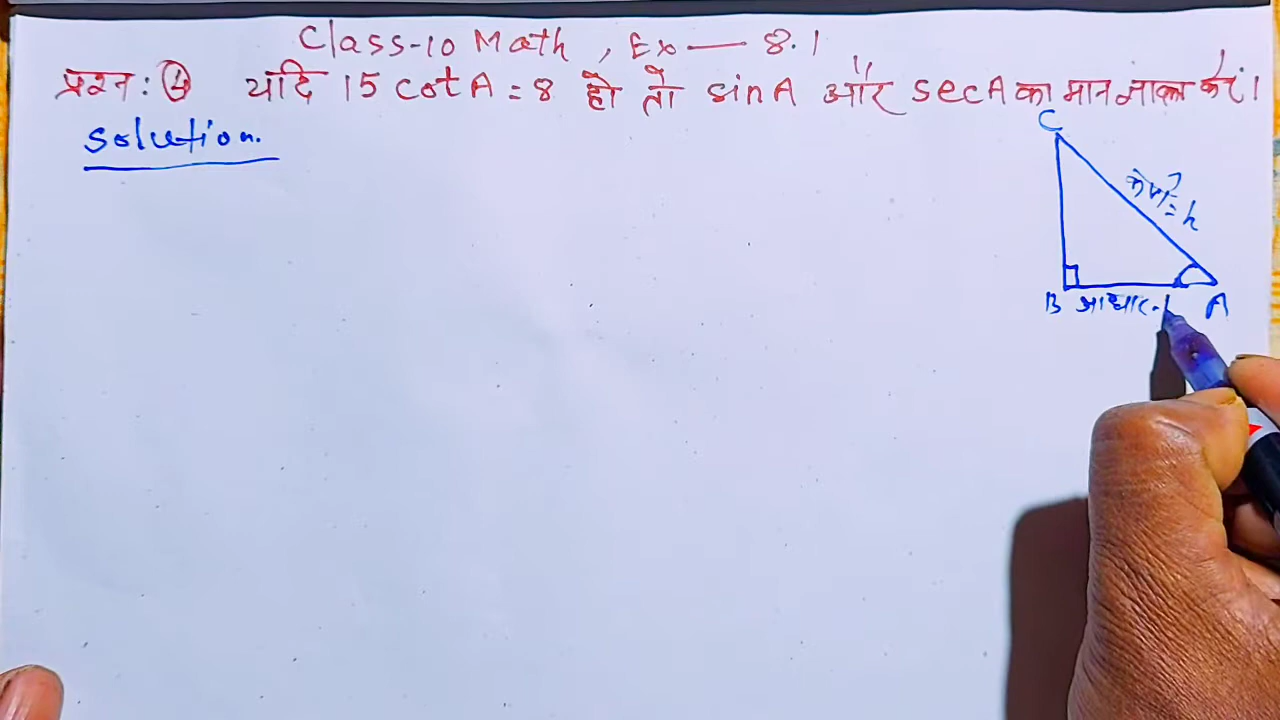 Class-10 Math, Ex — 8.1
प्रश्न: 4 यदि 15 cot A = 8 हो तो sin A और sec A का मान ज्ञात करें।
Solution.
C
कर्ण = h
B आधार A